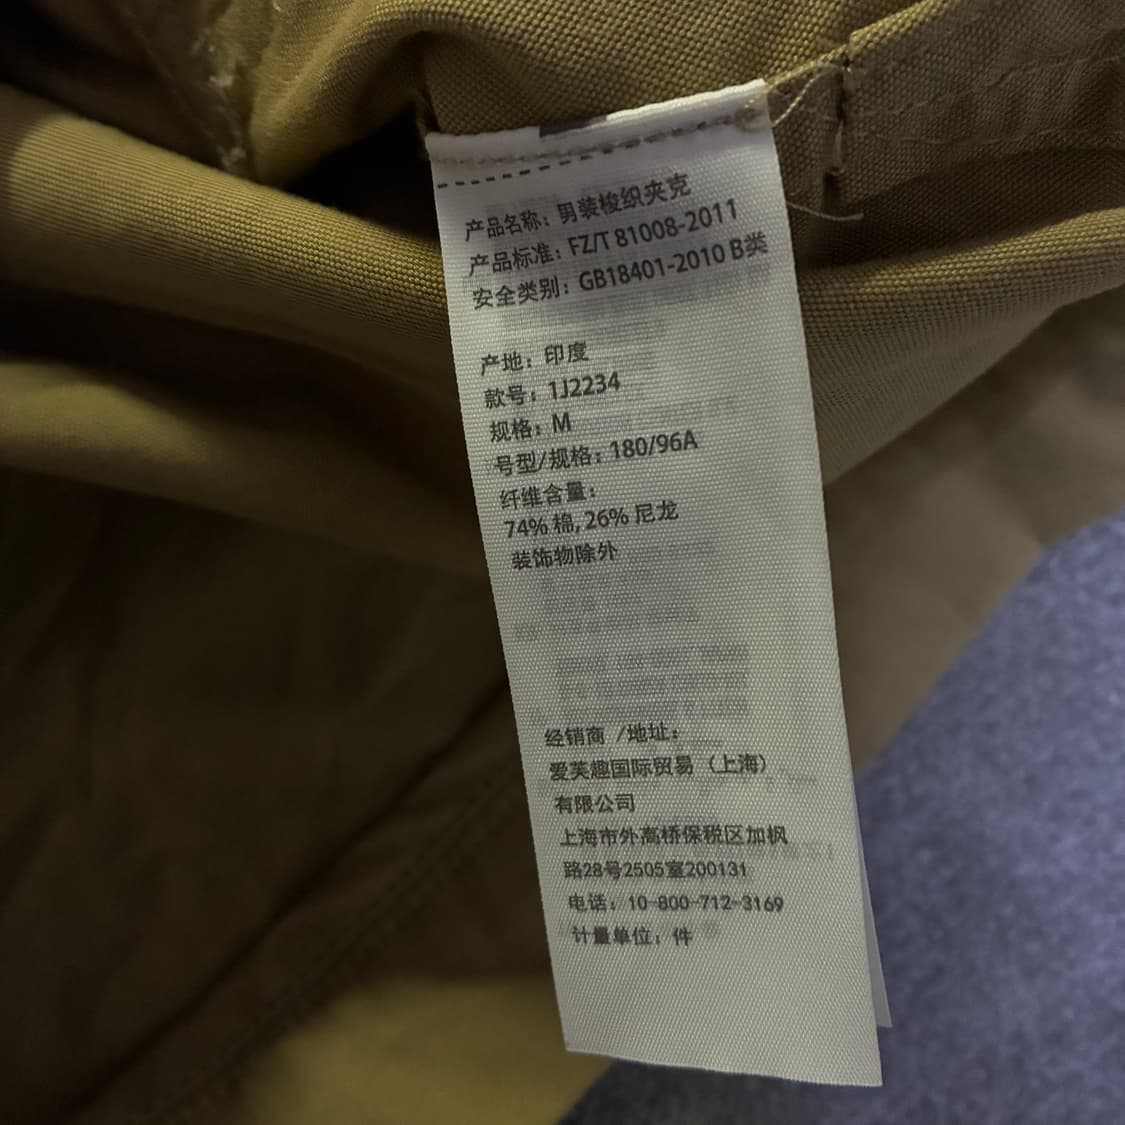 产品名称：男装梭织夹克
产品标准：FZ/T 81008-2011
安全类别：GB18401-2010 B类
产地：印度
款号：1J2234
规格：M
号型/规格：180/96A
纤维含量：
74% 棉, 26% 尼龙
装饰物除外
经销商 /地址：
爱芙趣国际贸易（上海）
有限公司
上海市外高桥保税区加枫
路28号2505室200131
电话：10-800-712-3169
计量单位：件